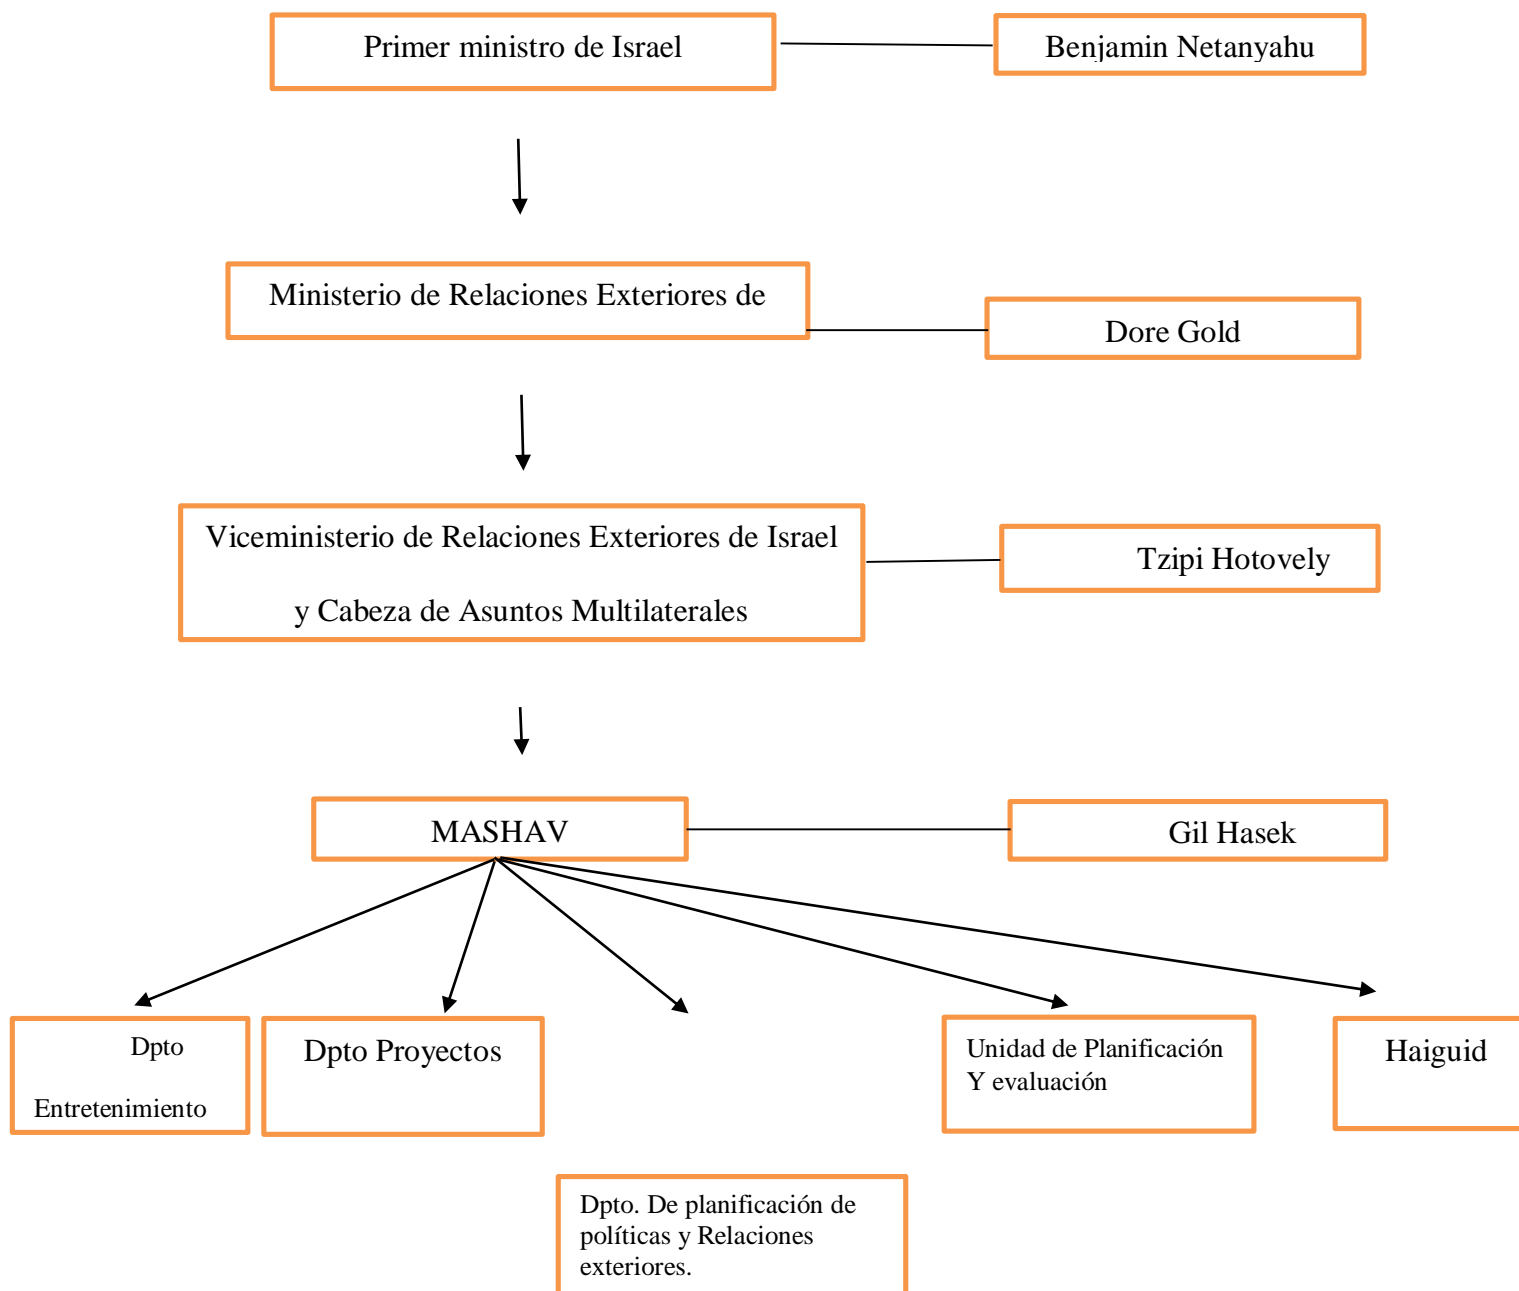 Primer ministro de Israel
Benjamin Netanyahu
Ministerio de Relaciones Exteriores de
Dore Gold
Viceministerio de Relaciones Exteriores de Israel
y Cabeza de Asuntos Multilaterales
Tzipi Hotovely
MASHAV
Gil Hasek
Dpto
Entretenimiento
Dpto Proyectos
Unidad de Planificación
Y evaluación
Haiguid
Dpto. De planificación de
políticas y Relaciones
exteriores.